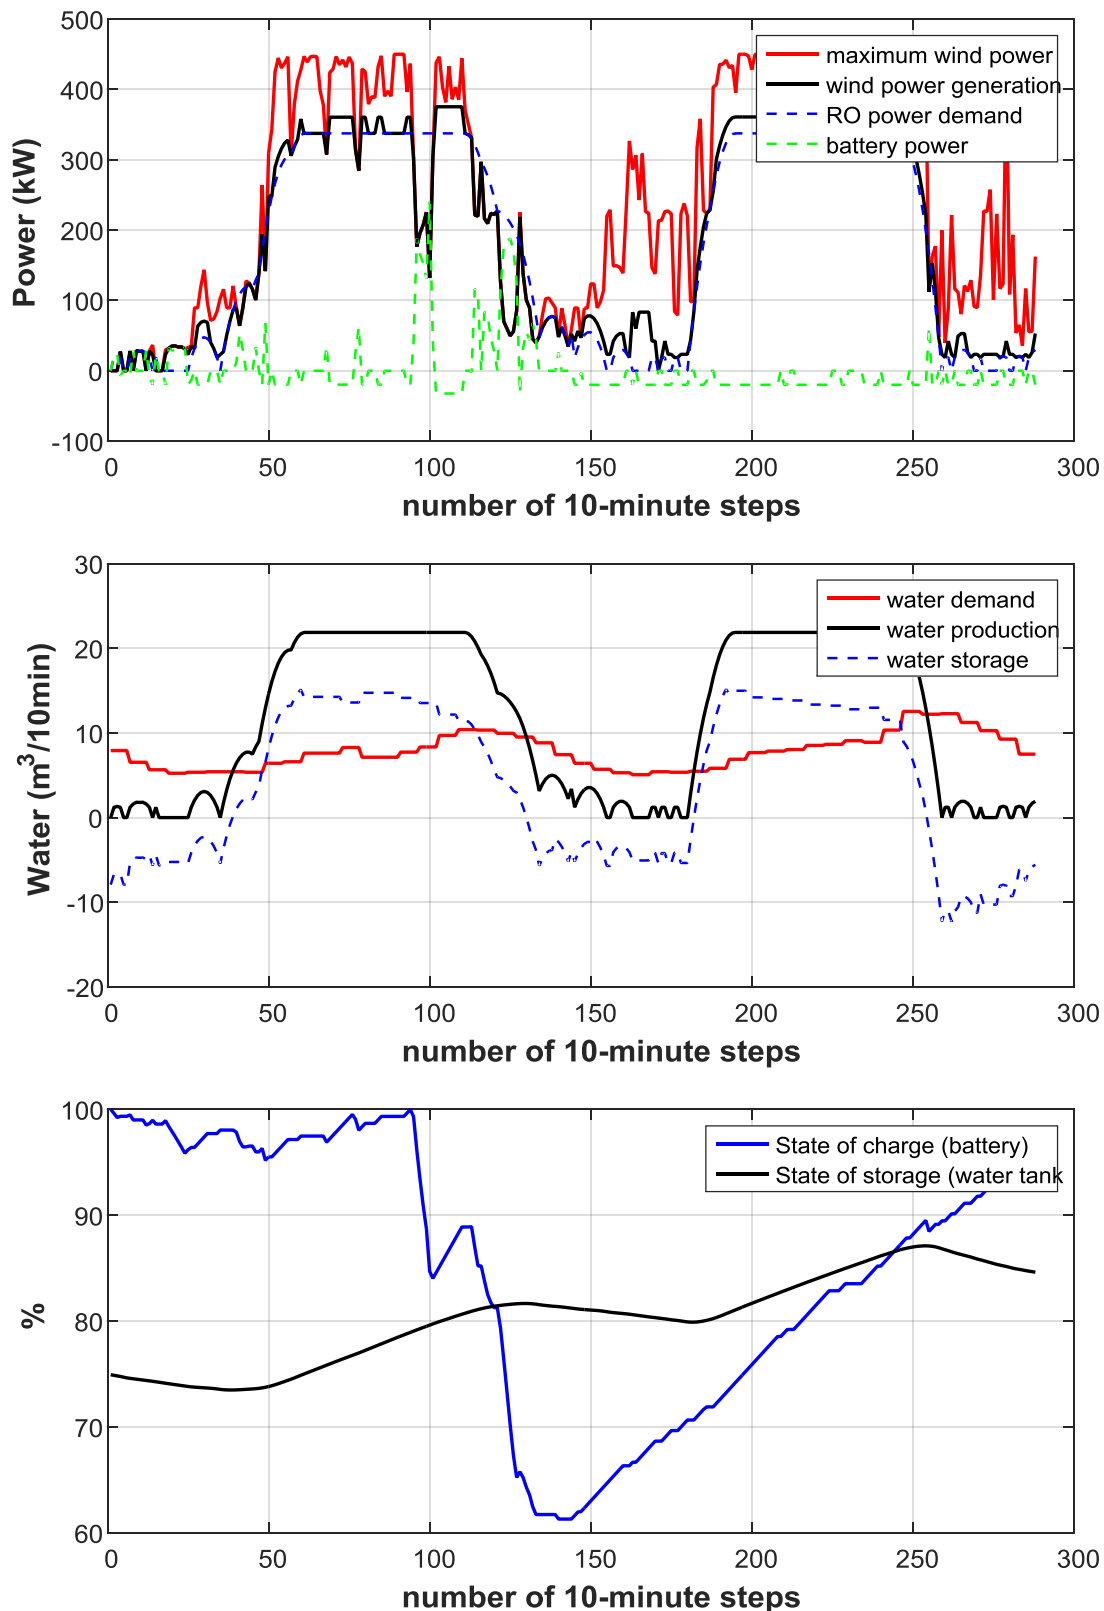 500
400
300
200
100
0
-100
Power (kW)
maximum wind power
wind power generation
RO power demand
battery power
0 50 100 150 200 250 300
number of 10-minute steps
30
20
10
0
-10
-20
Water (m³/10min)
water demand
water production
water storage
0 50 100 150 200 250 300
number of 10-minute steps
100
90
80
70
60
%
State of charge (battery)
State of storage (water tank
0 50 100 150 200 250 300
number of 10-minute steps